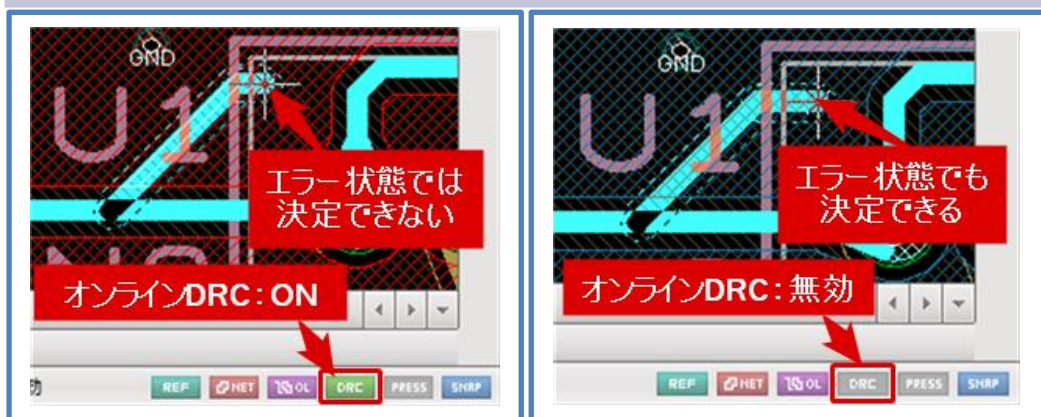 GND
U1
エラー状態では
決定できない
オンラインDRC：ON
REF
NET
OL
DRC
PRESS
SNAP
GND
U1
エラー状態でも
決定できる
オンラインDRC：無効
REF
NET
OL
DRC
PRESS
SNAP